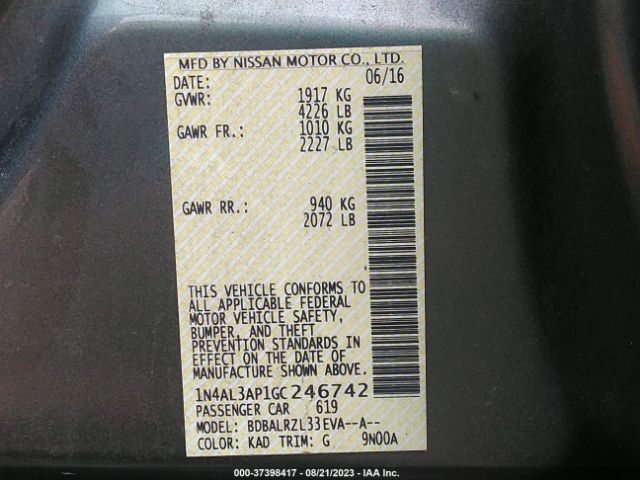 MFD BY NISSAN MOTOR CO., LTD.
DATE: 06/16
GVWR: 1917 KG
4226 LB
GAWR FR.: 1010 KG
2227 LB
GAWR RR.: 940 KG
2072 LB
THIS VEHICLE CONFORMS TO
ALL APPLICABLE FEDERAL
MOTOR VEHICLE SAFETY,
BUMPER, AND THEFT
PREVENTION STANDARDS IN
EFFECT ON THE DATE OF
MANUFACTURE SHOWN ABOVE.
1N4AL3AP1GC246742
PASSENGER CAR 619
MODEL: BDBALRZL33EVA--A--
COLOR: KAD TRIM: G 9N00A
000-37398417 - 08/21/2023 - IAA Inc.